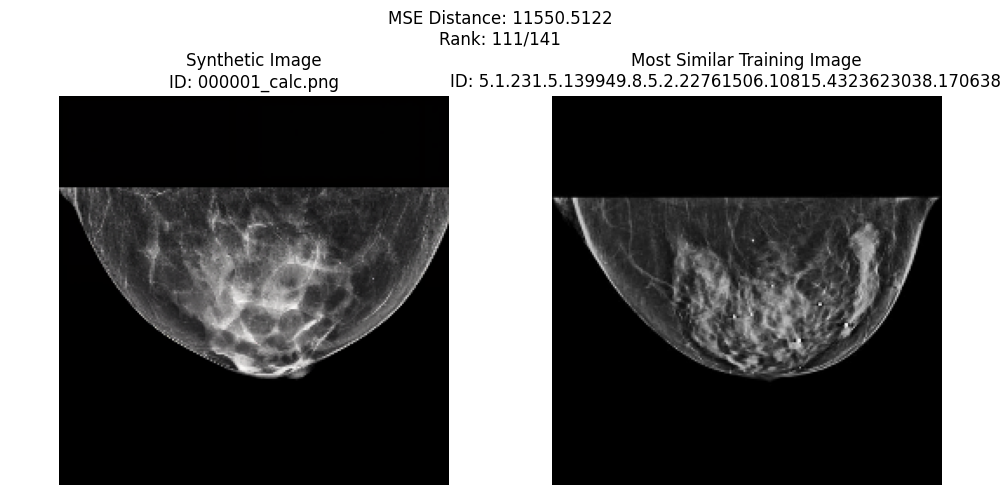 MSE Distance: 11550.5122
Rank: 111/141
Synthetic Image
ID: 000001_calc.png
Most Similar Training Image
ID: 5.1.231.5.139949.8.5.2.22761506.10815.4323623038.170638